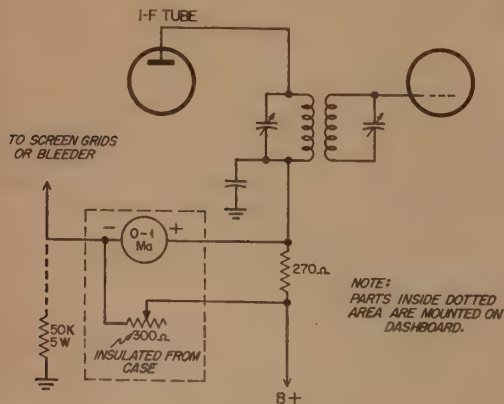 I-F TUBE
TO SCREEN GRIDS
OR BLEEDER
-
0-1
Ma
+
270Ω
50K
5W
300Ω
INSULATED FROM
CASE
NOTE:
PARTS INSIDE DOTTED
AREA ARE MOUNTED ON
DASHBOARD.
B+